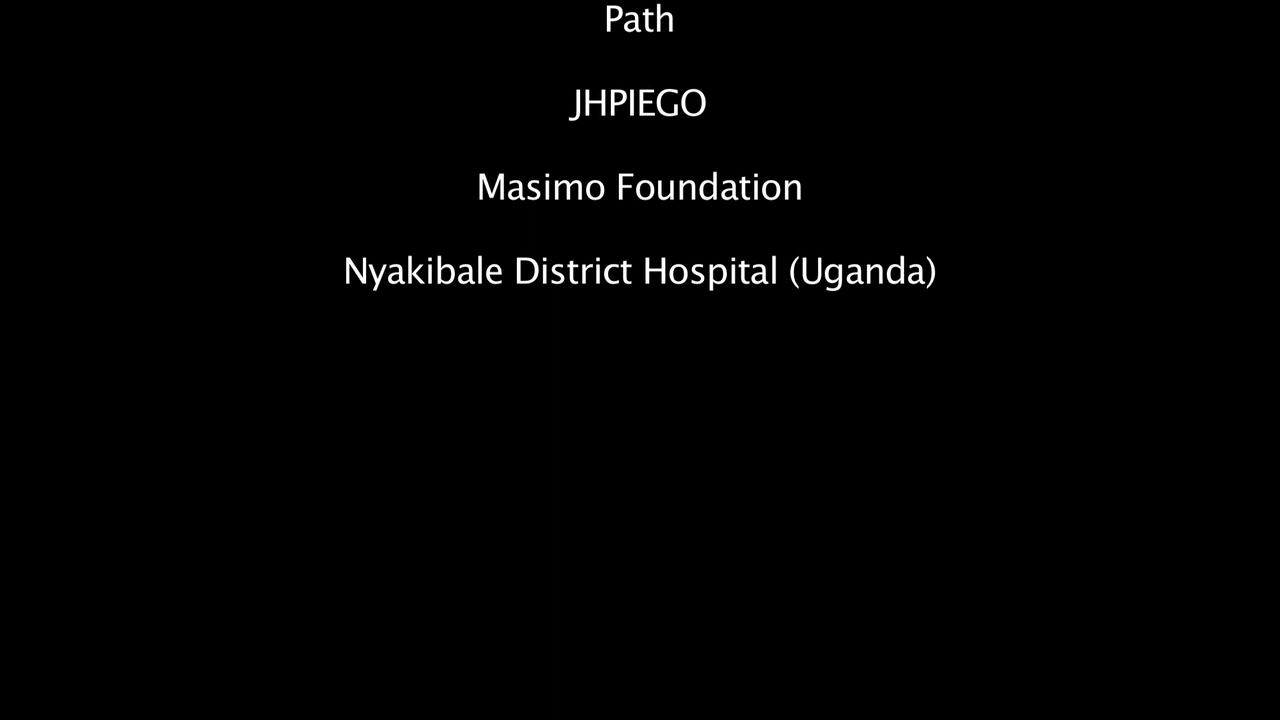 Path
JHPIEGO
Masimo Foundation
Nyakibale District Hospital (Uganda)